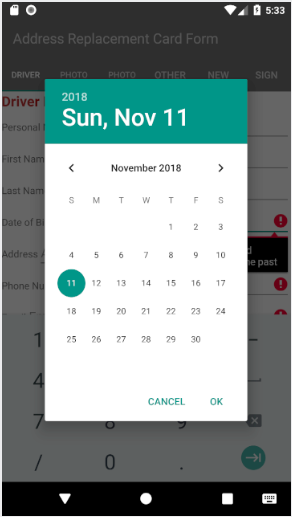 5:33
Address Replacement Card Form
DRIVER PHOTO PHOTO OTHER NEW SIGN
Driver
Personal
First Nam
Last Nam
Date of Bi
Address A
Phone Nu
e past
2018
Sun, Nov 11
November 2018
S M T W T F S
1 2 3
4 5 6 7 8 9 10
11 12 13 14 15 16 17
18 19 20 21 22 23 24
25 26 27 28 29 30
CANCEL OK
1 -
4
7 8 9
/ 0 .